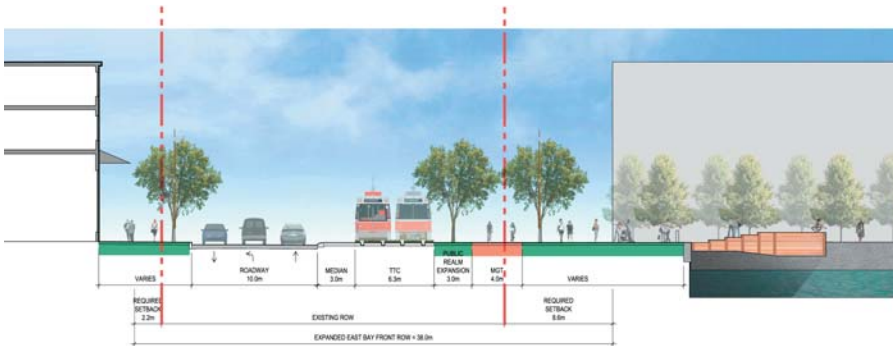 PUBLIC
REALM
EXPANSION
3.0m
VARIES
ROADWAY
10.0m
MEDIAN
3.0m
TTC
6.3m
MGT
4.0m
VARIES
REQUIRED
SETBACK
2.2m
EXISTING ROW
REQUIRED
SETBACK
8.6m
EXPANDED EAST BAY FRONT ROW = 38.0m